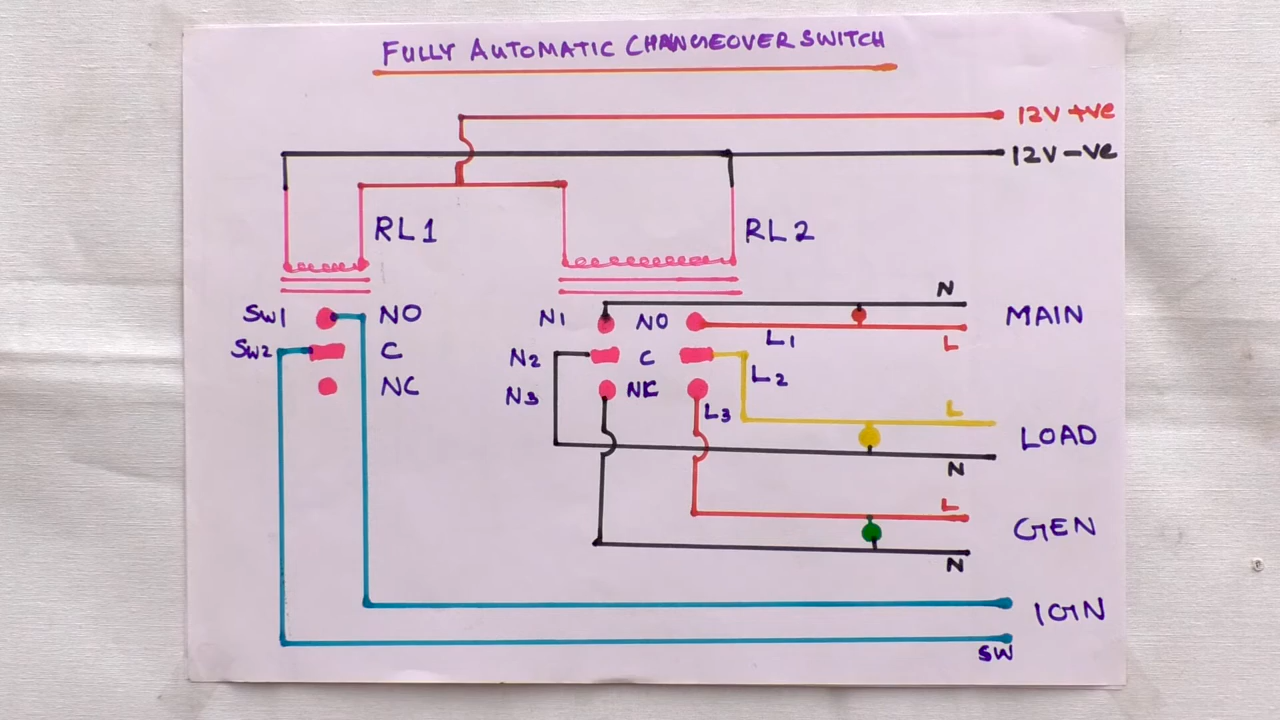 FULLY AUTOMATIC CHANGEOVER SWITCH
12V +ve
12V -ve
RL1
RL2
SW1 NO
SW2 C
NC
N1 NO
N2 C
N3 NC
L1
L2
L3
N
L
MAIN
L
N
LOAD
L
N
GEN
IGN
SW